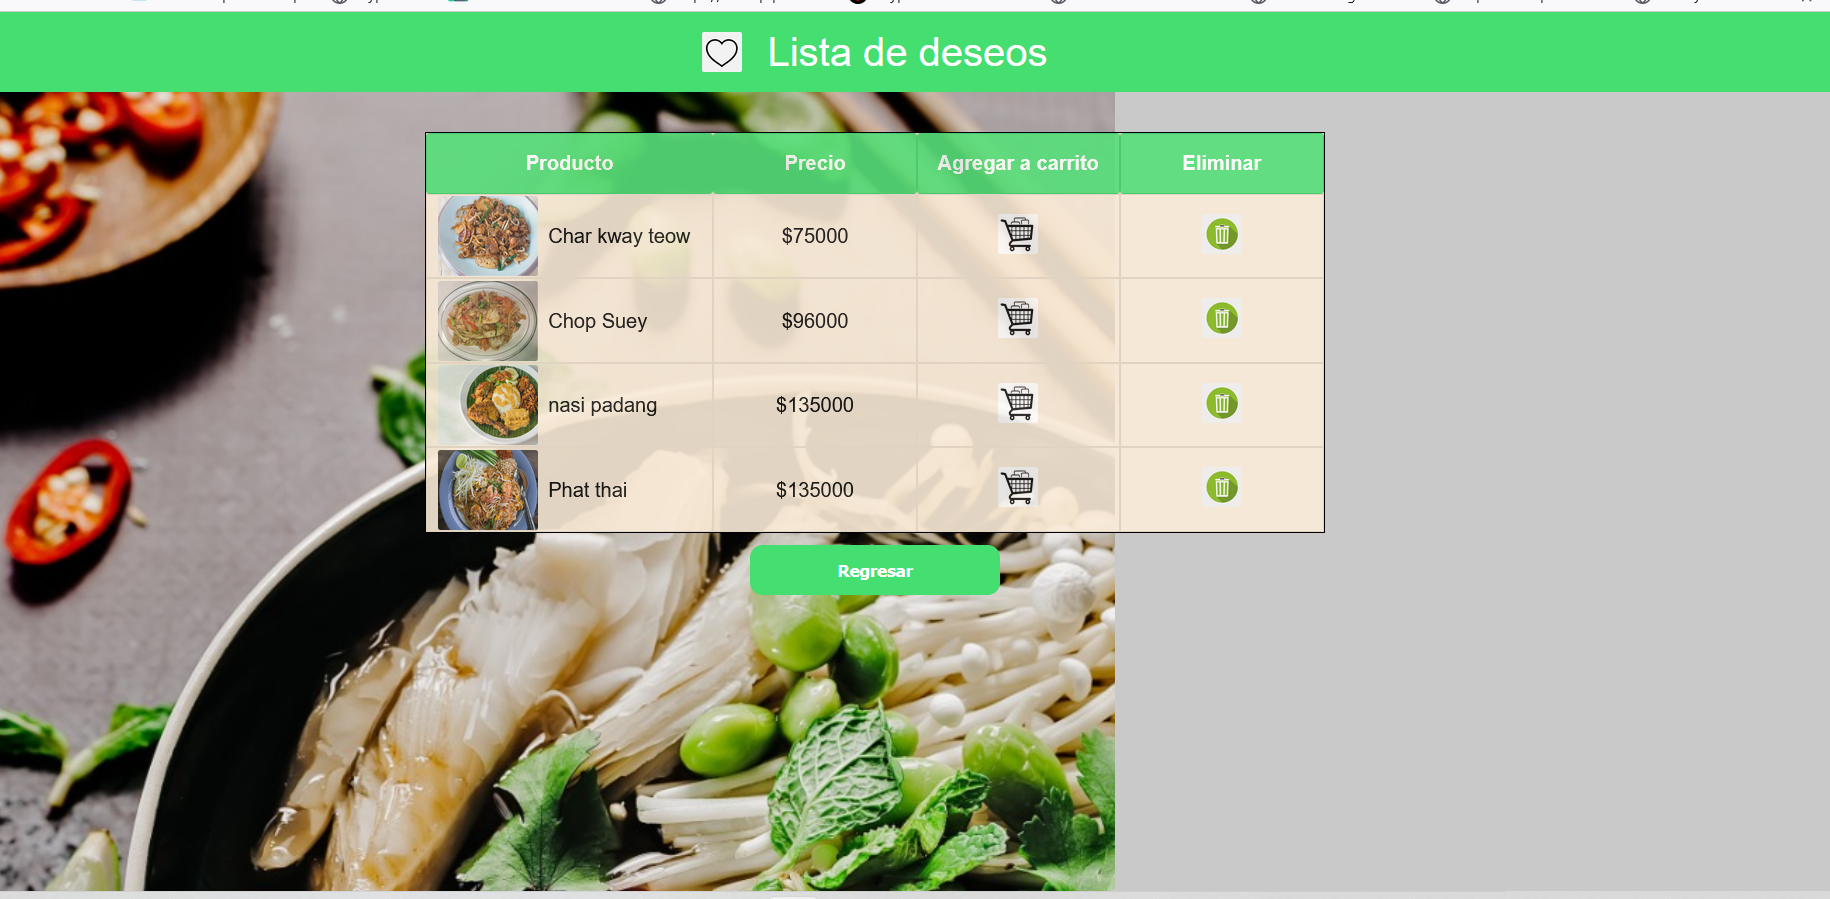 Lista de deseos
Producto Precio Agregar a carrito Eliminar
Char kway teow $75000
Chop Suey $96000
nasi padang $135000
Phat thai $135000
Regresar